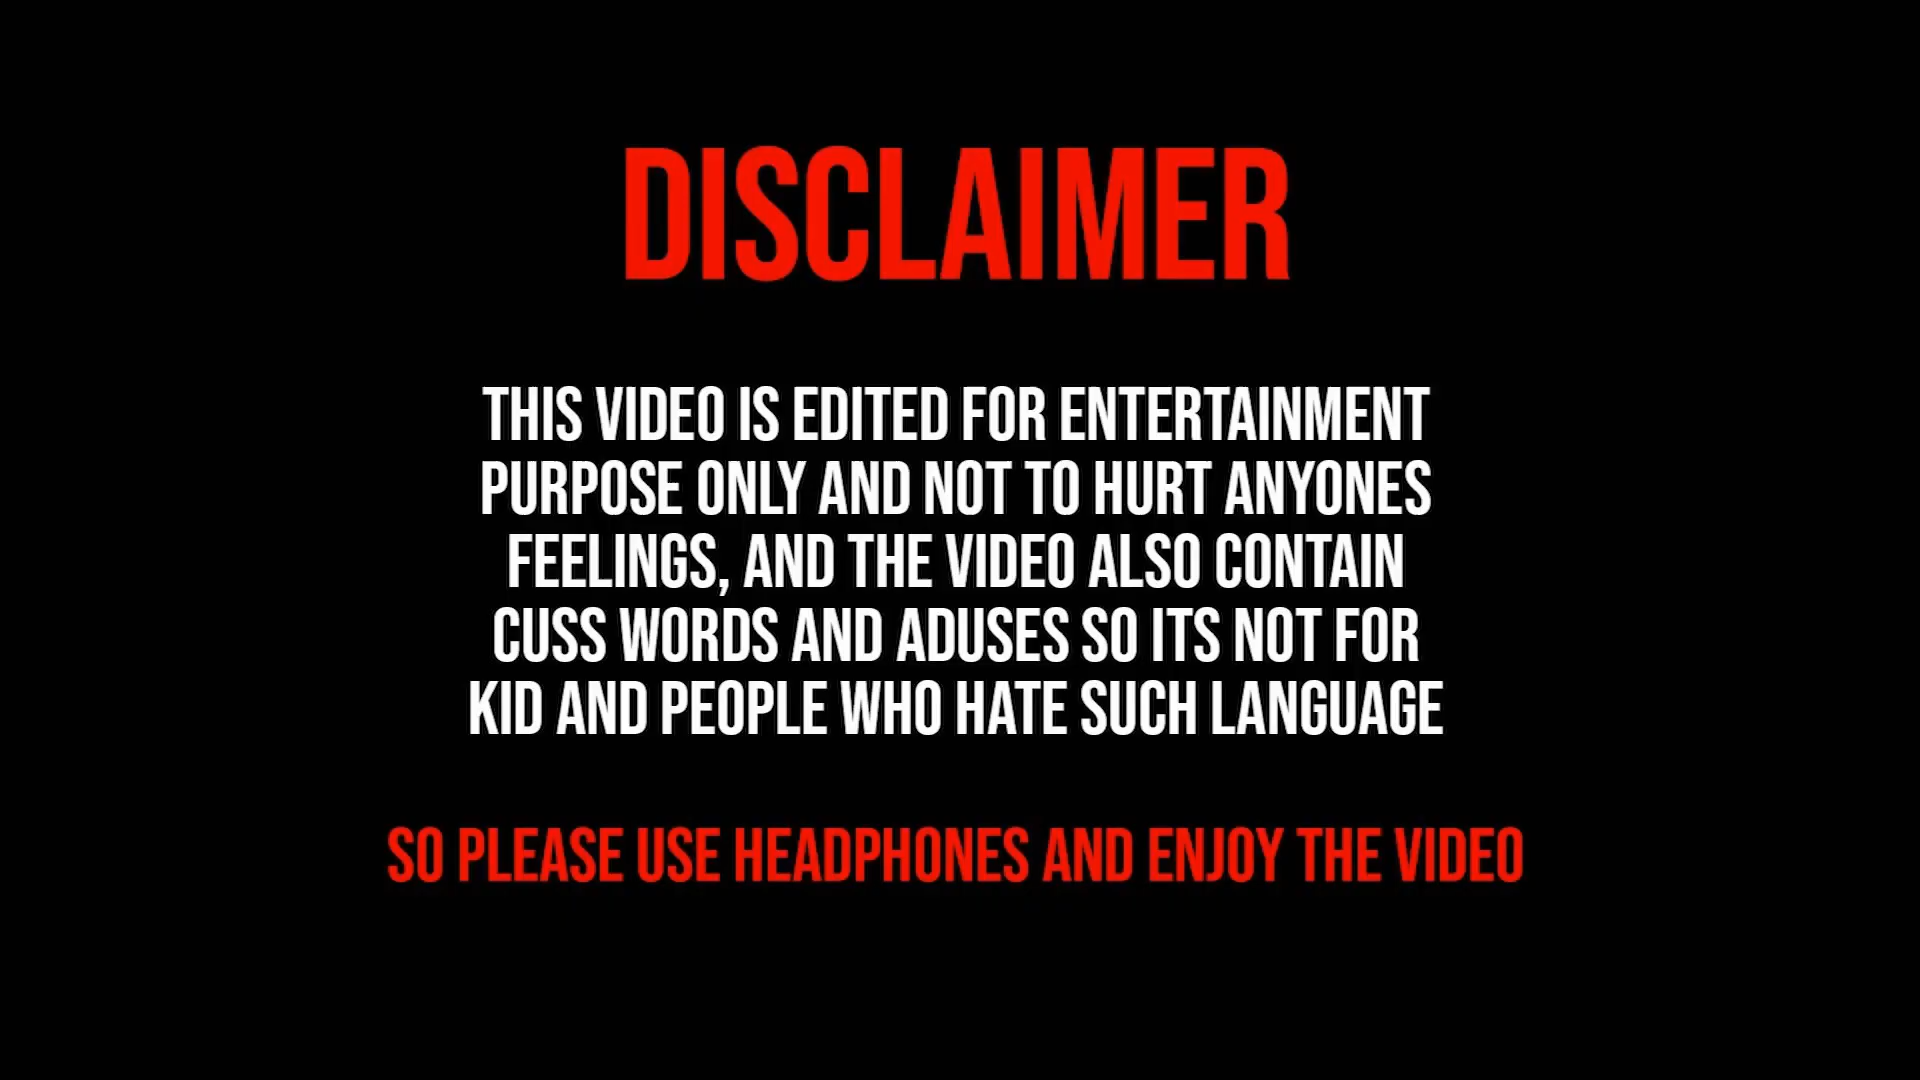 DISCLAIMER
THIS VIDEO IS EDITED FOR ENTERTAINMENT
PURPOSE ONLY AND NOT TO HURT ANYONES
FEELINGS, AND THE VIDEO ALSO CONTAIN
CUSS WORDS AND ADUSES SO ITS NOT FOR
KID AND PEOPLE WHO HATE SUCH LANGUAGE
SO PLEASE USE HEADPHONES AND ENJOY THE VIDEO